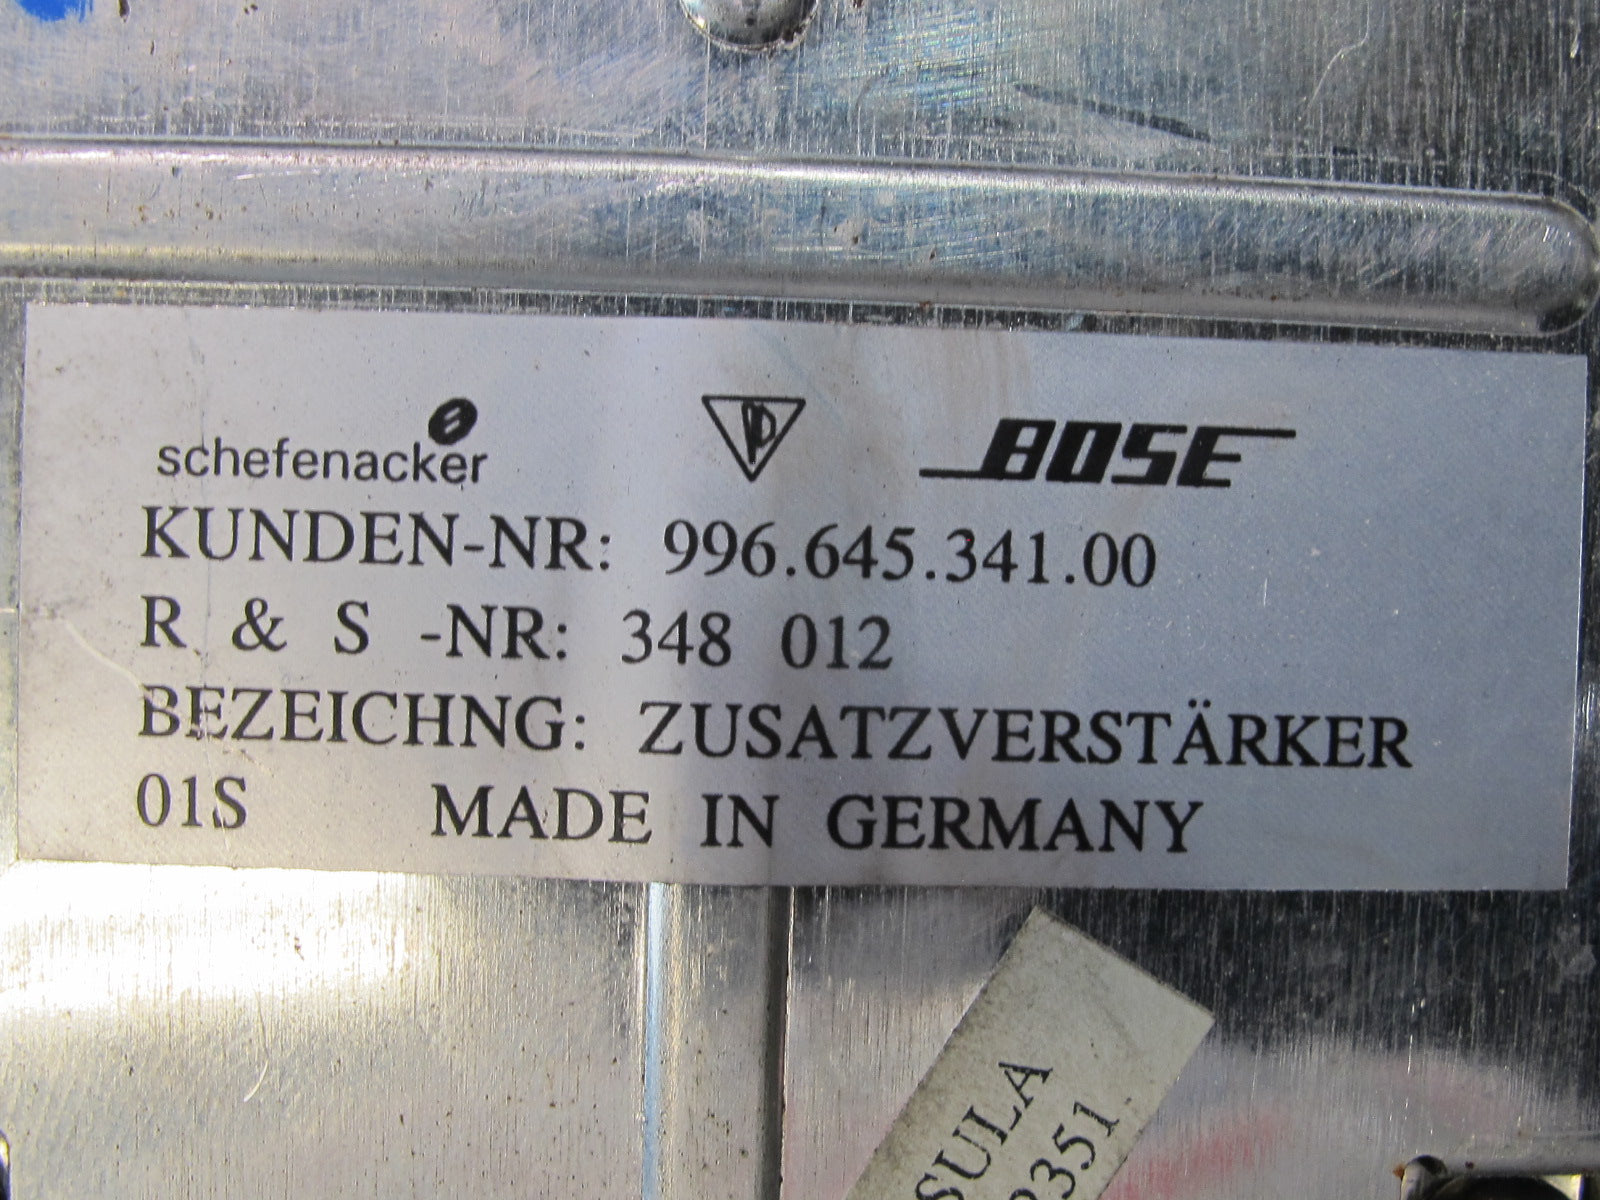 schefenacker BOSE
KUNDEN-NR: 996.645.341.00
R & S -NR: 348 012
BEZEICHNG: ZUSATZVERSTÄRKER
01S MADE IN GERMANY